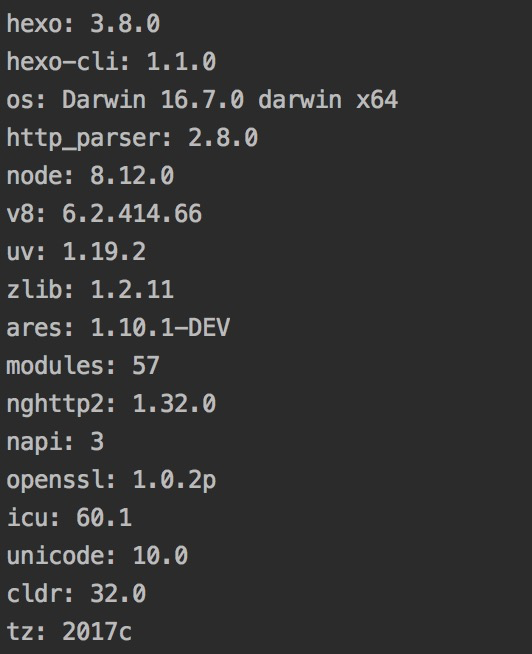 hexo: 3.8.0
hexo-cli: 1.1.0
os: Darwin 16.7.0 darwin x64
http_parser: 2.8.0
node: 8.12.0
v8: 6.2.414.66
uv: 1.19.2
zlib: 1.2.11
ares: 1.10.1-DEV
modules: 57
nghttp2: 1.32.0
napi: 3
openssl: 1.0.2p
icu: 60.1
unicode: 10.0
cldr: 32.0
tz: 2017c